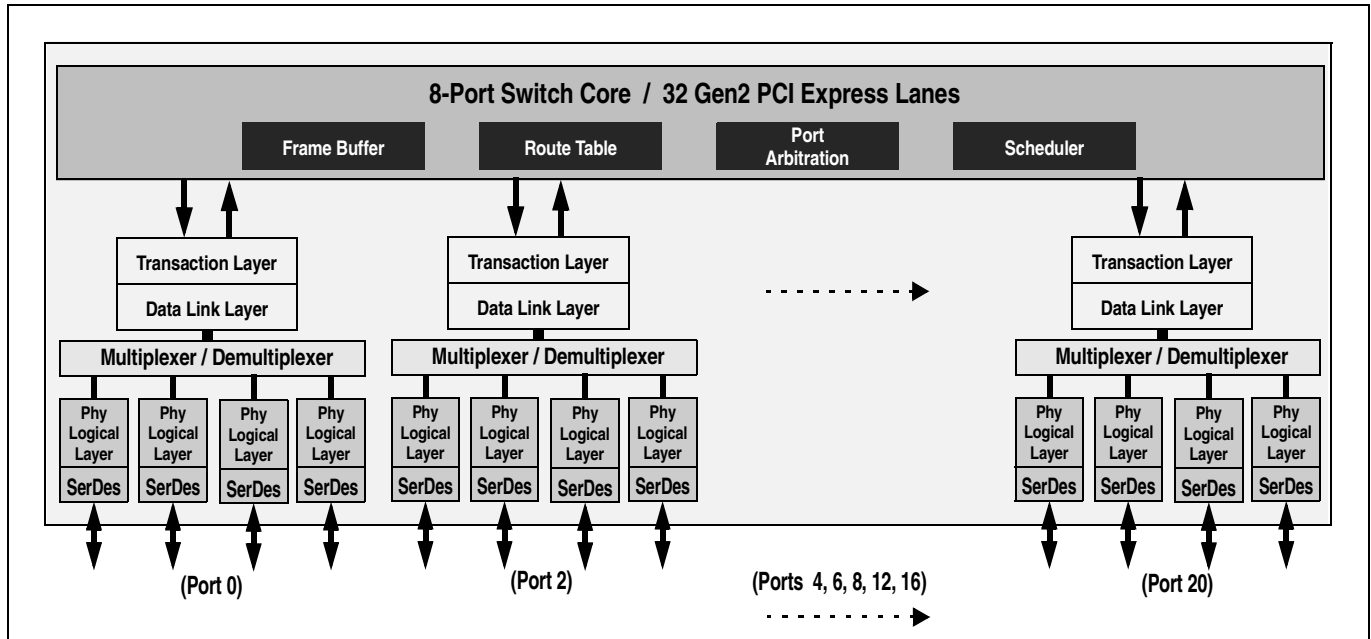 8-Port Switch Core / 32 Gen2 PCI Express Lanes
Frame Buffer
Route Table
Port
Arbitration
Scheduler
Transaction Layer
Data Link Layer
Multiplexer / Demultiplexer
Phy
Logical
Layer
SerDes
Phy
Logical
Layer
SerDes
Phy
Logical
Layer
SerDes
Phy
Logical
Layer
SerDes
(Port 0)
Transaction Layer
Data Link Layer
Multiplexer / Demultiplexer
Phy
Logical
Layer
SerDes
Phy
Logical
Layer
SerDes
Phy
Logical
Layer
SerDes
Phy
Logical
Layer
SerDes
(Port 2)
(Ports 4, 6, 8, 12, 16)
Transaction Layer
Data Link Layer
Multiplexer / Demultiplexer
Phy
Logical
Layer
SerDes
Phy
Logical
Layer
SerDes
Phy
Logical
Layer
SerDes
Phy
Logical
Layer
SerDes
(Port 20)